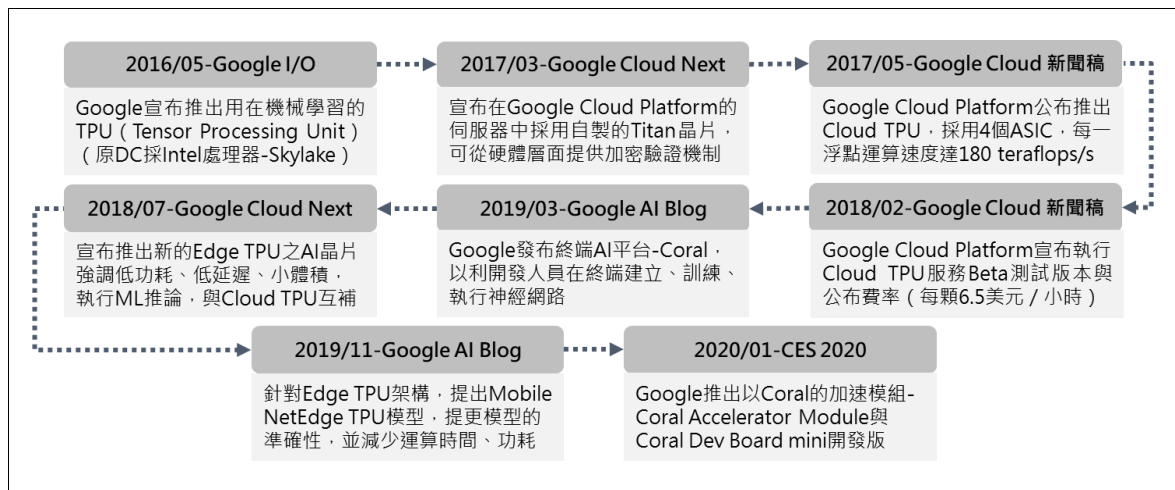 2016/05-Google I/O
Google宣布推出用在機械學習的
TPU（Tensor Processing Unit）
（原DC採Intel處理器-Skylake）
2017/03-Google Cloud Next
宣布在Google Cloud Platform的
伺服器中採用自製的Titan晶片，
可從硬體層面提供加密驗證機制
2017/05-Google Cloud 新聞稿
Google Cloud Platform公布推出
Cloud TPU，採用4個ASIC，每一
浮點運算速度達180 teraflops/s
2018/02-Google Cloud 新聞稿
Google Cloud Platform宣布執行
Cloud TPU服務Beta測試版本與
公布費率（每顆6.5美元／小時）
2019/03-Google AI Blog
Google發布終端AI平台-Coral，
以利開發人員在終端建立、訓練、
執行神經網路
2018/07-Google Cloud Next
宣布推出新的Edge TPU之AI晶片
強調低功耗、低延遲、小體積，
執行ML推論，與Cloud TPU互補
2019/11-Google AI Blog
針對Edge TPU架構，提出Mobile
NetEdge TPU模型，提更模型的
準確性，並減少運算時間、功耗
2020/01-CES 2020
Google推出以Coral的加速模組-
Coral Accelerator Module與
Coral Dev Board mini開發版